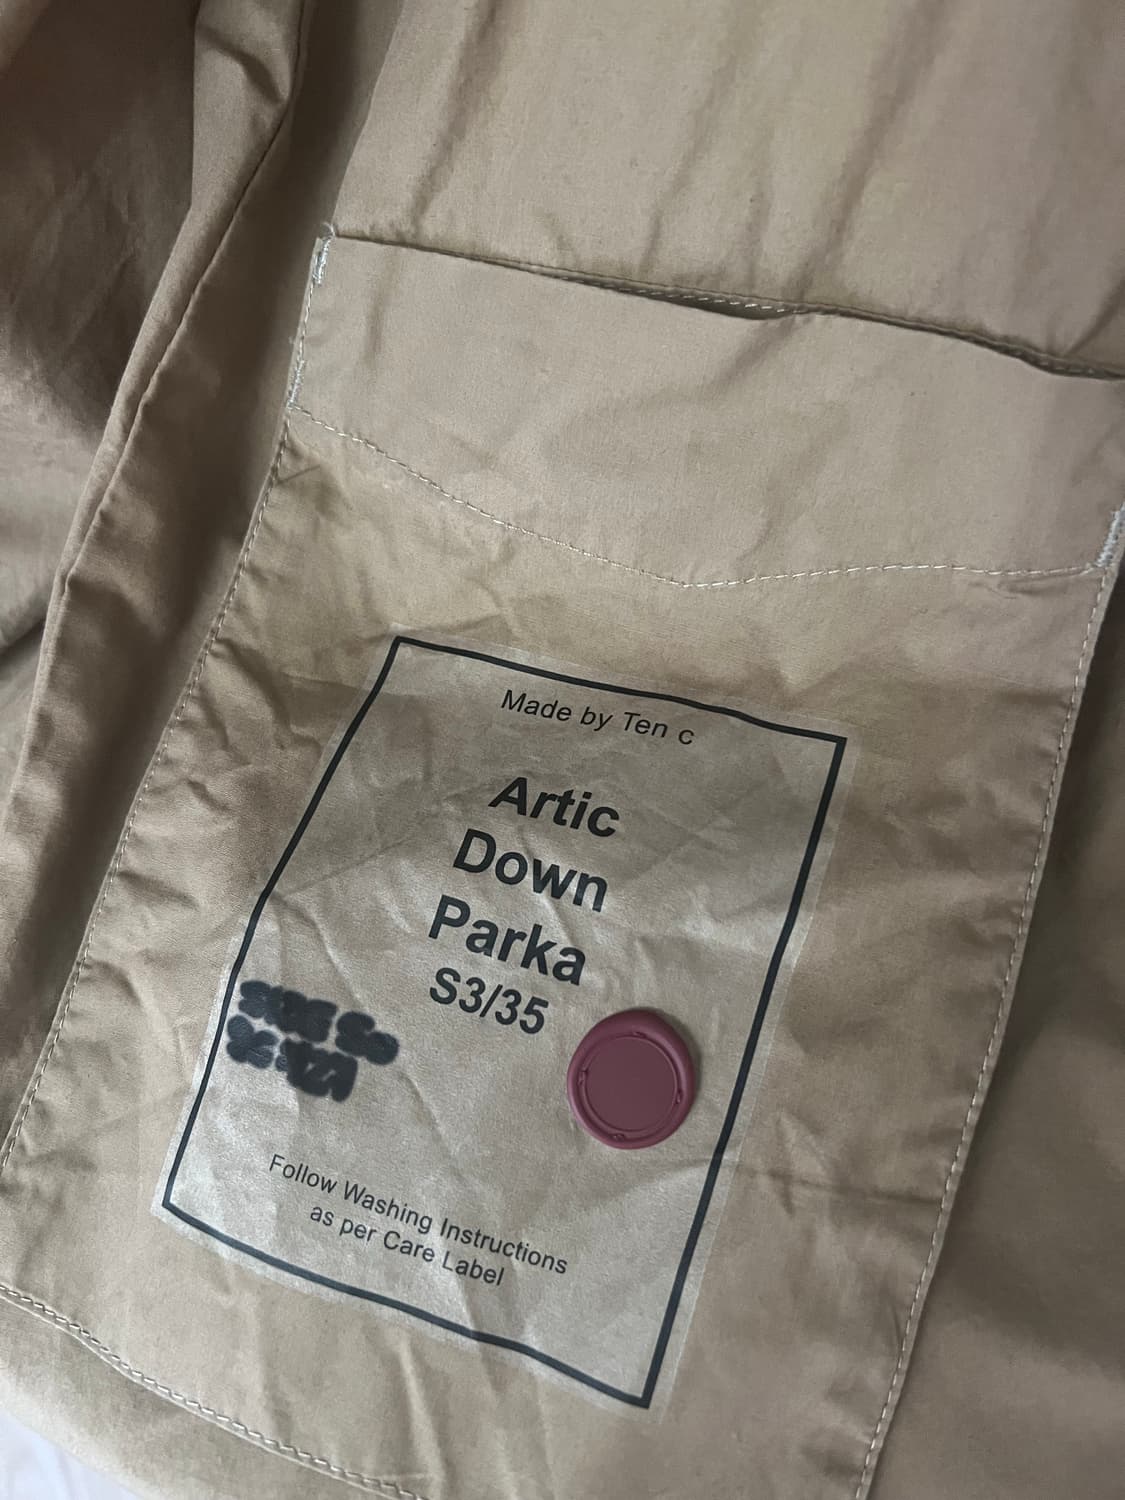 Made by Ten c
Artic
Down
Parka
S3/35
Follow Washing Instructions
as per Care Label